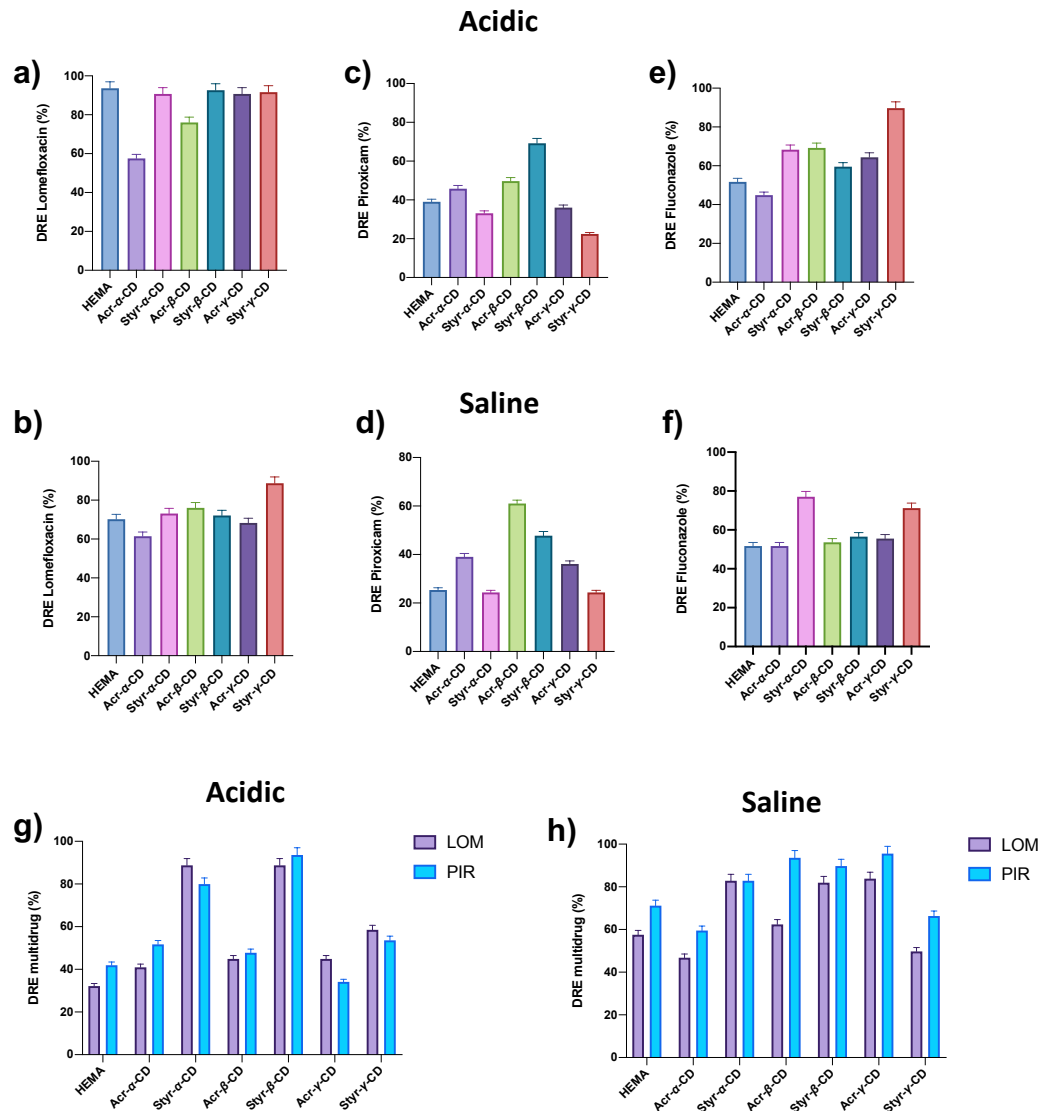 Acidic
a)
DRE Lomefloxacin (%)
100
80
60
40
20
0
HEMA
Acr-α-CD
Styr-α-CD
Acr-β-CD
Styr-β-CD
Acr-γ-CD
Styr-γ-CD
c)
DRE Piroxicam (%)
80
60
40
20
0
HEMA
Acr-α-CD
Styr-α-CD
Acr-β-CD
Styr-β-CD
Acr-γ-CD
Styr-γ-CD
e)
DRE Fluconazole (%)
100
80
60
40
20
0
HEMA
Acr-α-CD
Styr-α-CD
Acr-β-CD
Styr-β-CD
Acr-γ-CD
Styr-γ-CD
Saline
b)
DRE Lomefloxacin (%)
100
80
60
40
20
0
HEMA
Acr-α-CD
Styr-α-CD
Acr-β-CD
Styr-β-CD
Acr-γ-CD
Styr-γ-CD
d)
DRE Piroxicam (%)
80
60
40
20
0
HEMA
Acr-α-CD
Styr-α-CD
Acr-β-CD
Styr-β-CD
Acr-γ-CD
Styr-γ-CD
f)
DRE Fluconazole (%)
100
80
60
40
20
0
HEMA
Acr-α-CD
Styr-α-CD
Acr-β-CD
Styr-β-CD
Acr-γ-CD
Styr-γ-CD
Acidic
g)
DRE multidrug (%)
100
80
60
40
20
0
HEMA
Acr-α-CD
Styr-α-CD
Acr-β-CD
Styr-β-CD
Acr-γ-CD
Styr-γ-CD
LOM
PIR
Saline
h)
DRE multidrug (%)
100
80
60
40
20
0
HEMA
Acr-α-CD
Styr-α-CD
Acr-β-CD
Styr-β-CD
Acr-γ-CD
Styr-γ-CD
LOM
PIR